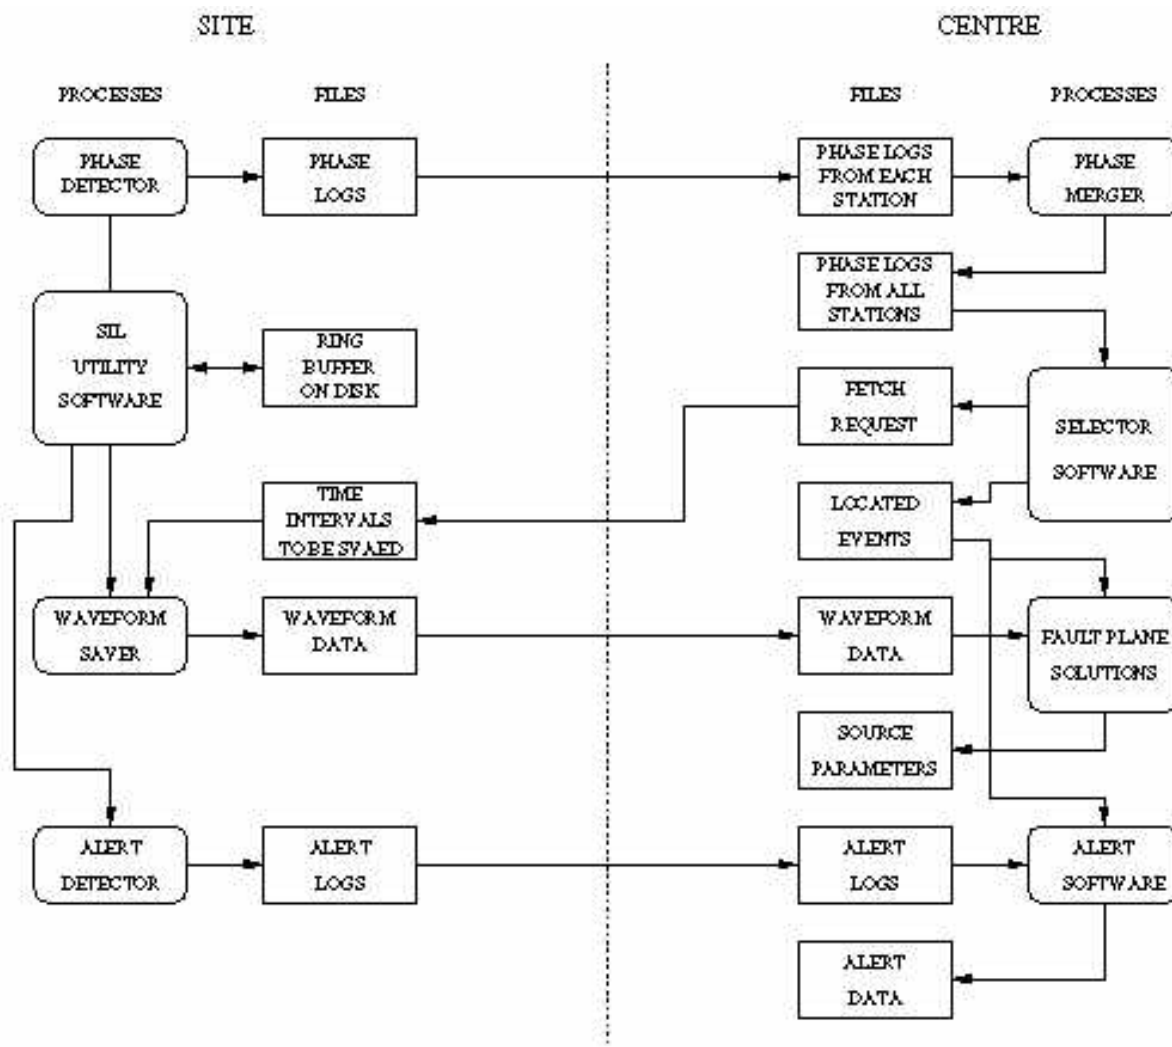 SITE
CENTRE
PROCESSES
FILES
FILES
PROCESSES
PHASE
DETECTOR
PHASE
LOGS
PHASE LOGS
FROM EACH
STATION
PHASE
MERGER
PHASE LOGS
FROM ALL
STATIONS
SIL
UTILITY
SOFTWARE
RING
BUFFER
ON DISK
FETCH
REQUEST
SELECTOR
SOFTWARE
TIME
INTERVALS
TO BE SVAED
LOCATED
EVENTS
WAVEFORM
SAVER
WAVEFORM
DATA
WAVEFORM
DATA
FAULT PLANE
SOLUTIONS
SOURCE
PARAMETERS
ALERT
DETECTOR
ALERT
LOGS
ALERT
LOGS
ALERT
SOFTWARE
ALERT
DATA